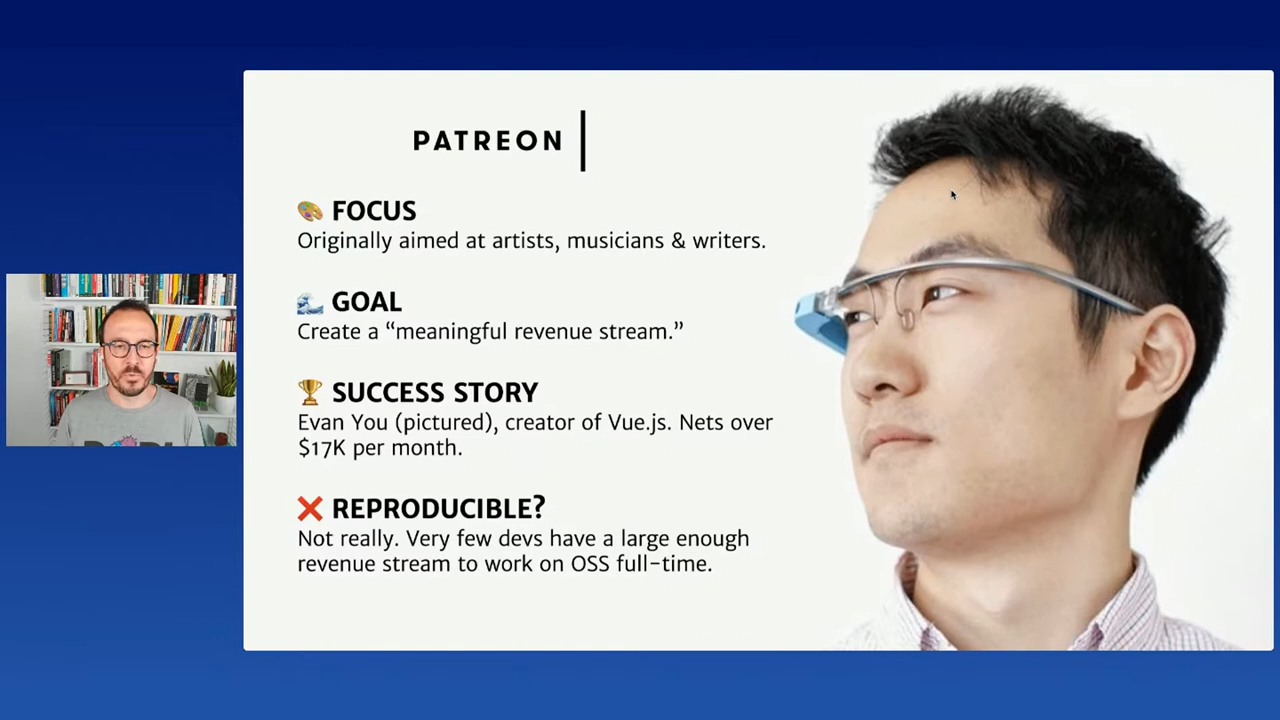 PATREON
FOCUS
Originally aimed at artists, musicians & writers.
GOAL
Create a “meaningful revenue stream.”
SUCCESS STORY
Evan You (pictured), creator of Vue.js. Nets over
$17K per month.
REPRODUCIBLE?
Not really. Very few devs have a large enough
revenue stream to work on OSS full-time.